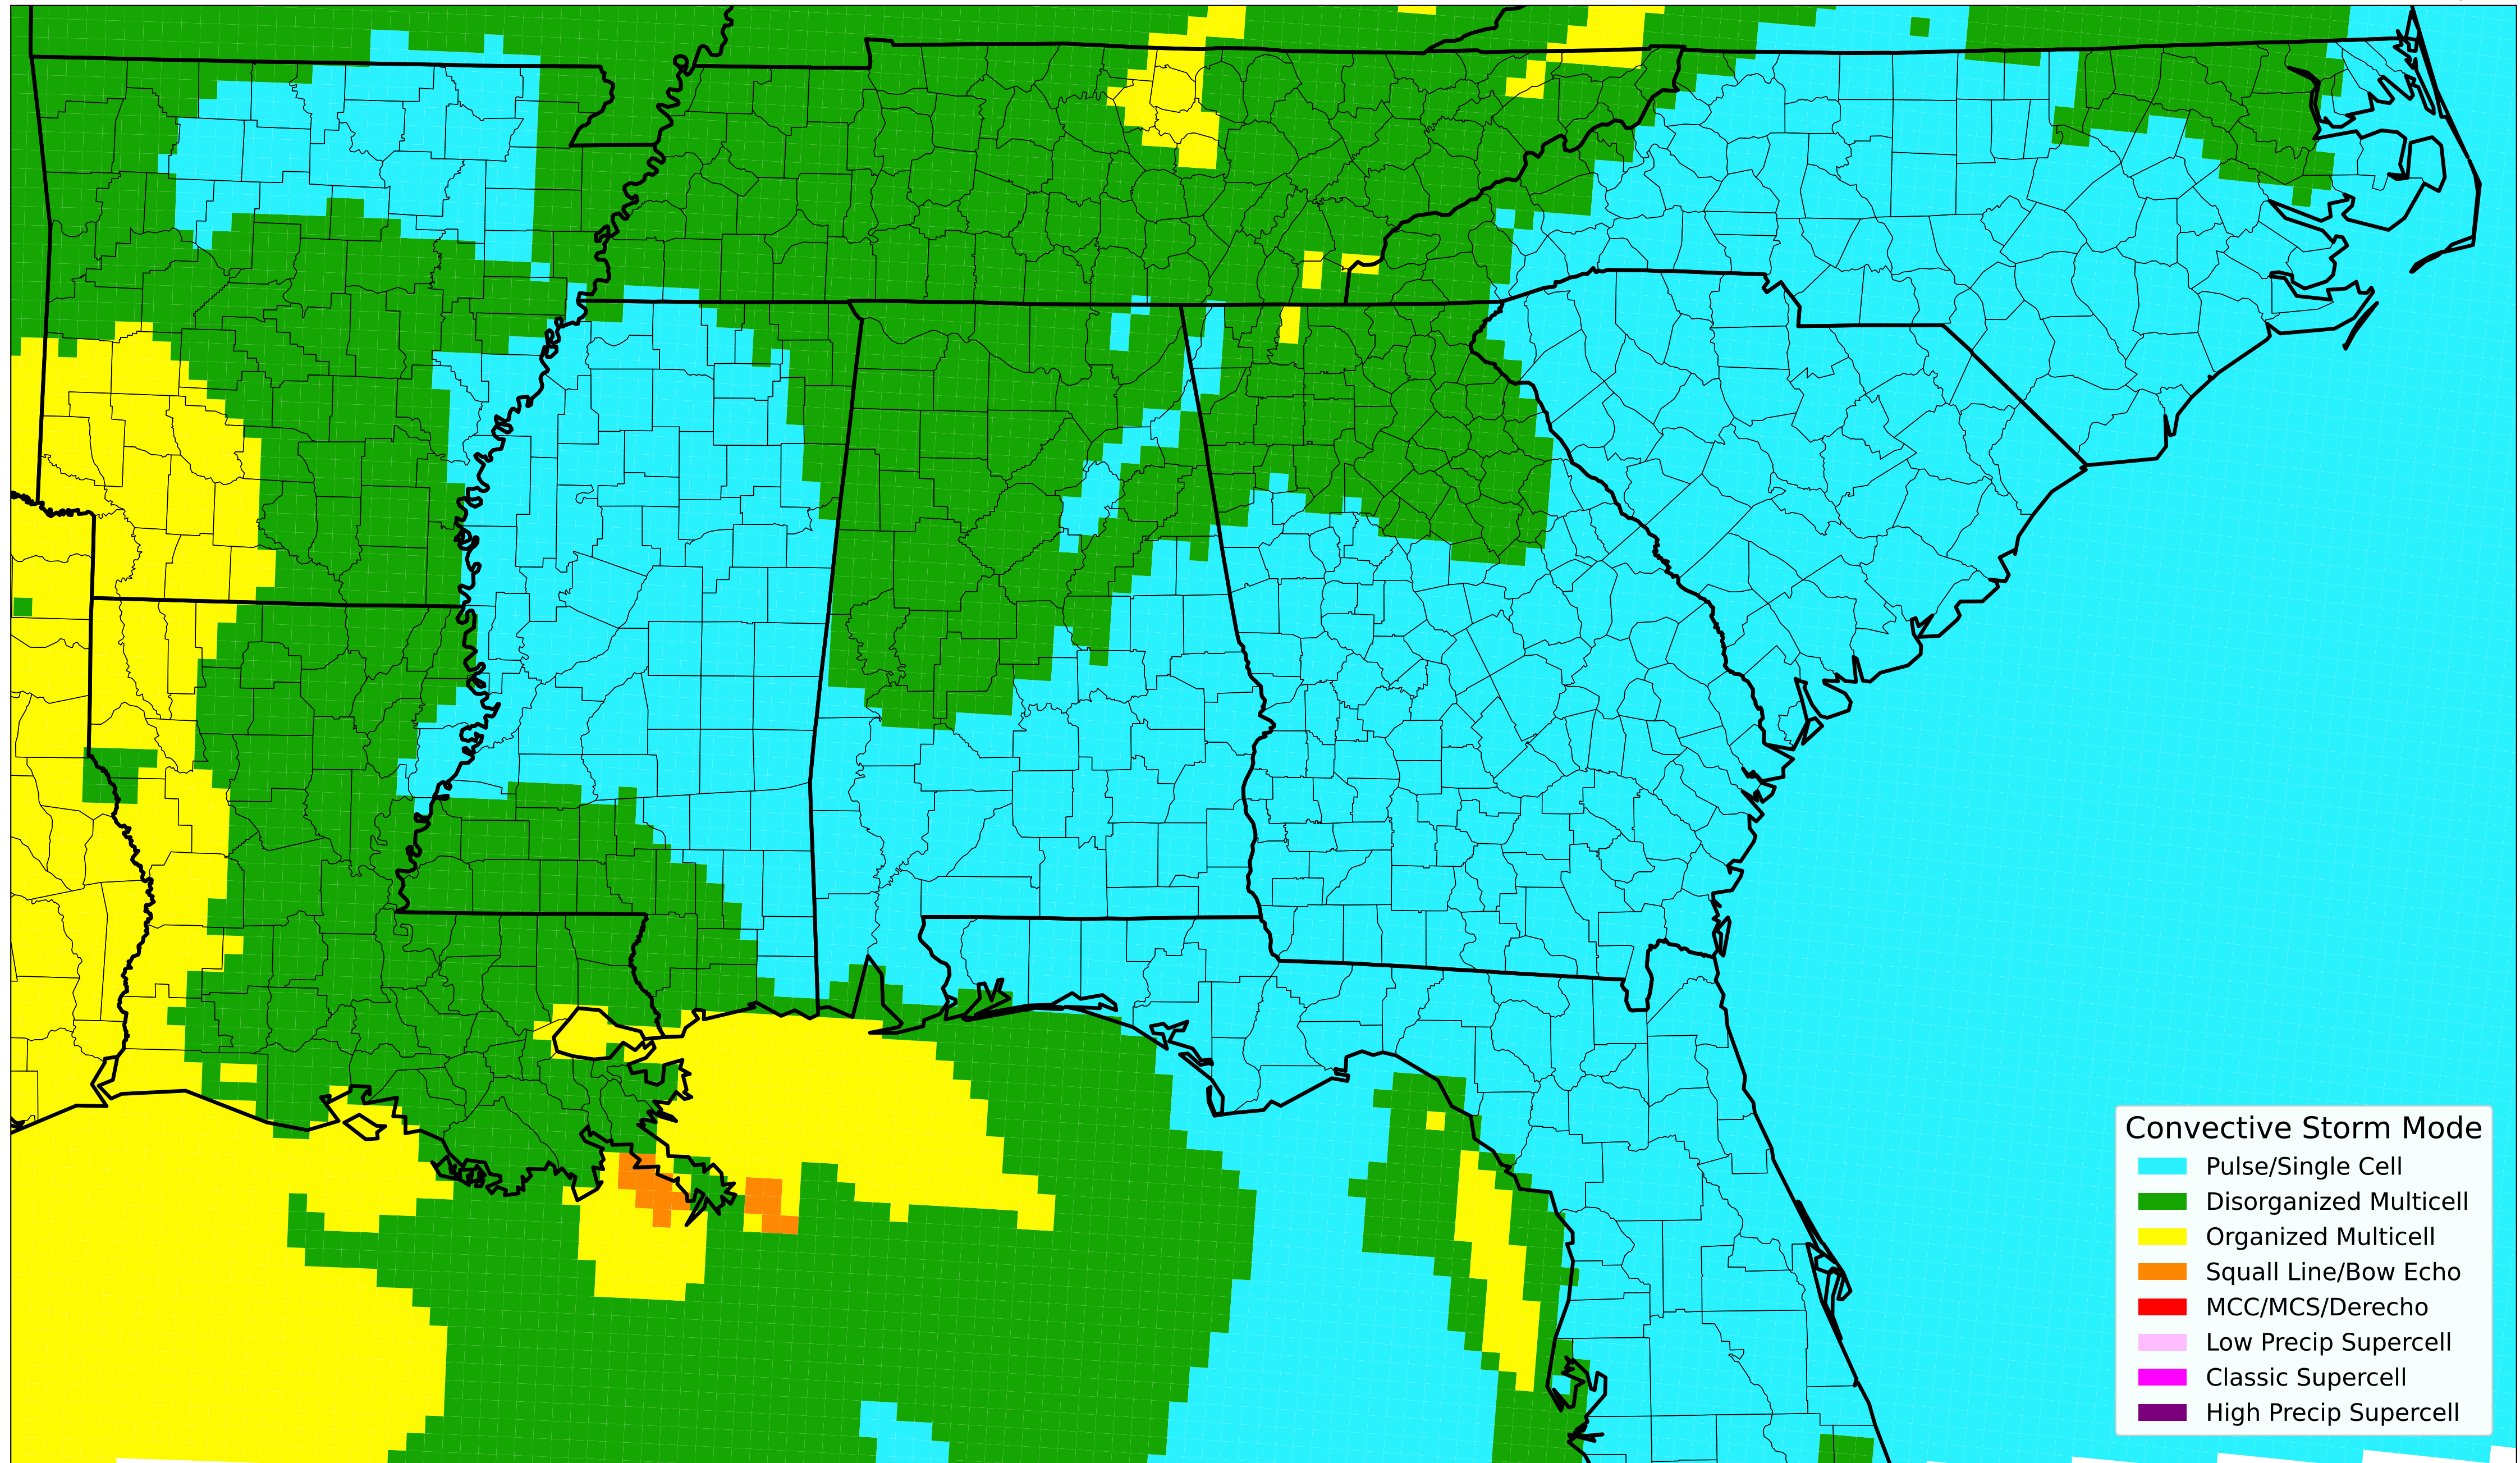 Convective Storm Mode
Pulse/Single Cell
Disorganized Multicell
Organized Multicell
Squall Line/Bow Echo
MCC/MCS/Derecho
Low Precip Supercell
Classic Supercell
High Precip Supercell